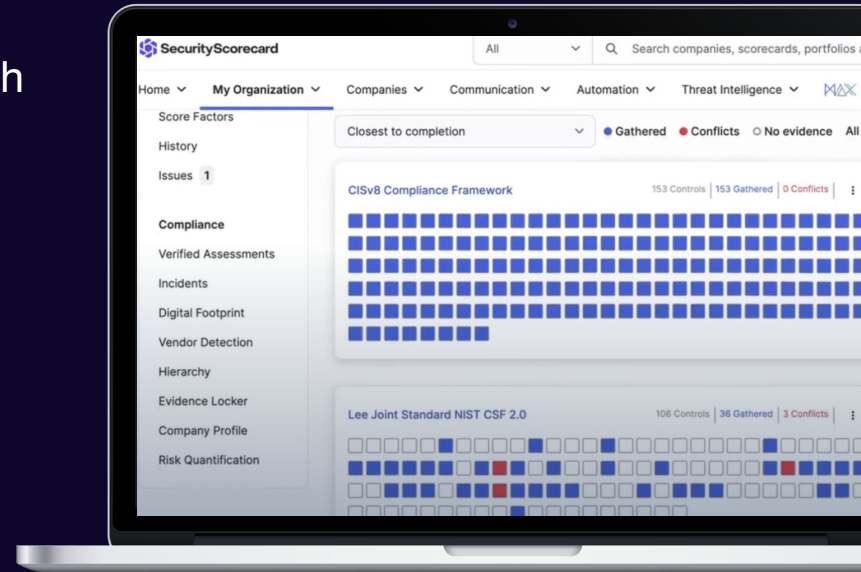 h
SecurityScorecard
All
Search companies, scorecards, portfolios a
Home My Organization Companies Communication Automation Threat Intelligence MAX
Score Factors
History
Issues 1
Compliance
Verified Assessments
Incidents
Digital Footprint
Vendor Detection
Hierarchy
Evidence Locker
Company Profile
Risk Quantification
Closest to completion
Gathered Conflicts No evidence All
CISv8 Compliance Framework
153 Controls | 153 Gathered | 0 Conflicts |
Lee Joint Standard NIST CSF 2.0
106 Controls | 36 Gathered | 3 Conflicts |